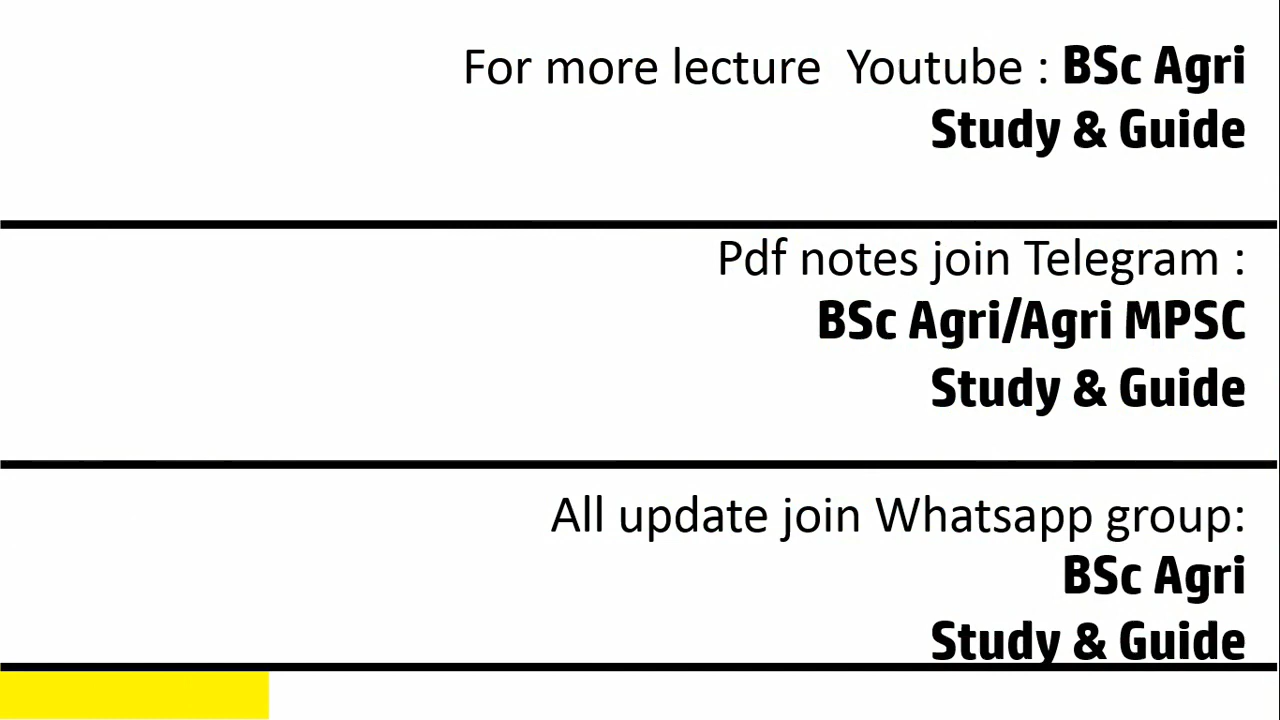 For more lecture  Youtube : BSc Agri
Study & Guide
Pdf notes join Telegram :
BSc Agri/Agri MPSC
Study & Guide
All update join Whatsapp group:
BSc Agri
Study & Guide